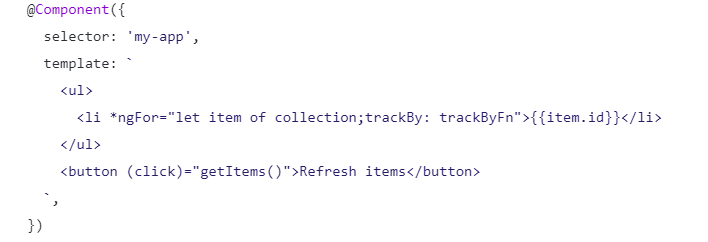 @Component({
  selector: 'my-app',
  template: `
    <ul>
      <li *ngFor="let item of collection;trackBy: trackByFn">{{item.id}}</li>
    </ul>
    <button (click)="getItems()">Refresh items</button>
  `,
})